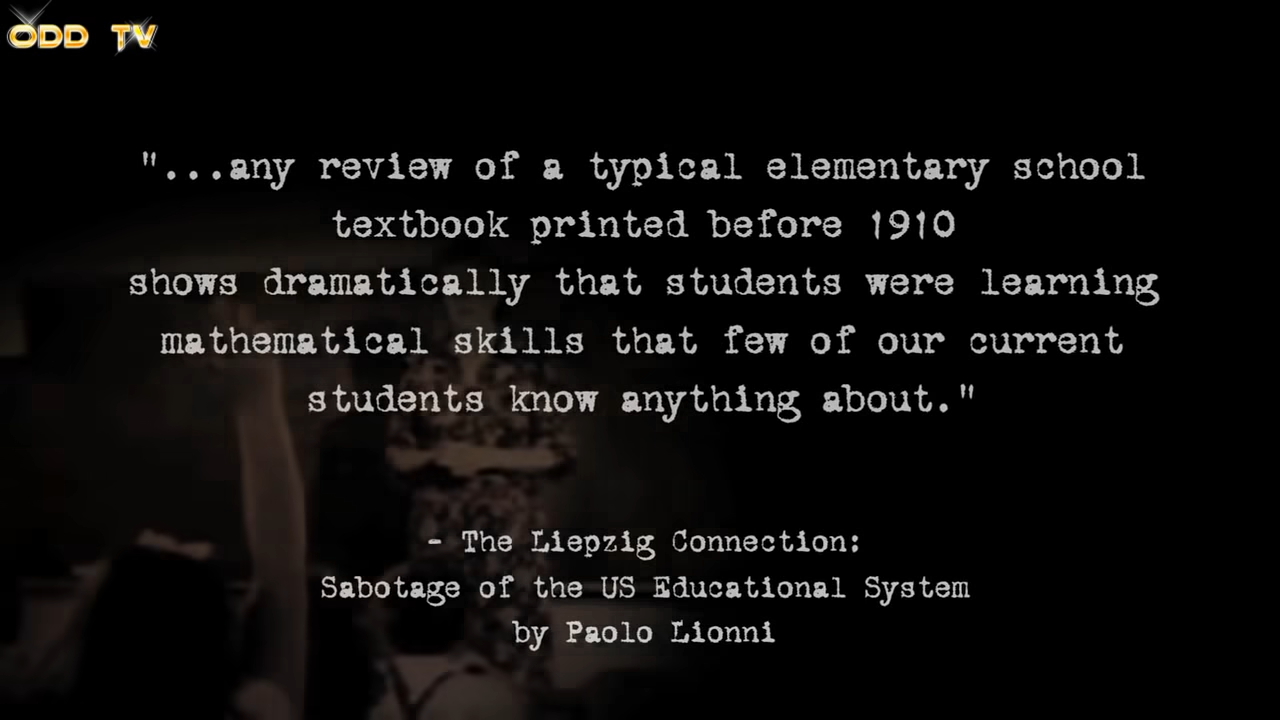 ODD TV
"...any review of a typical elementary school
textbook printed before 1910
shows dramatically that students were learning
mathematical skills that few of our current
students know anything about."
- The Liepzig Connection:
Sabotage of the US Educational System
by Paolo Lionni